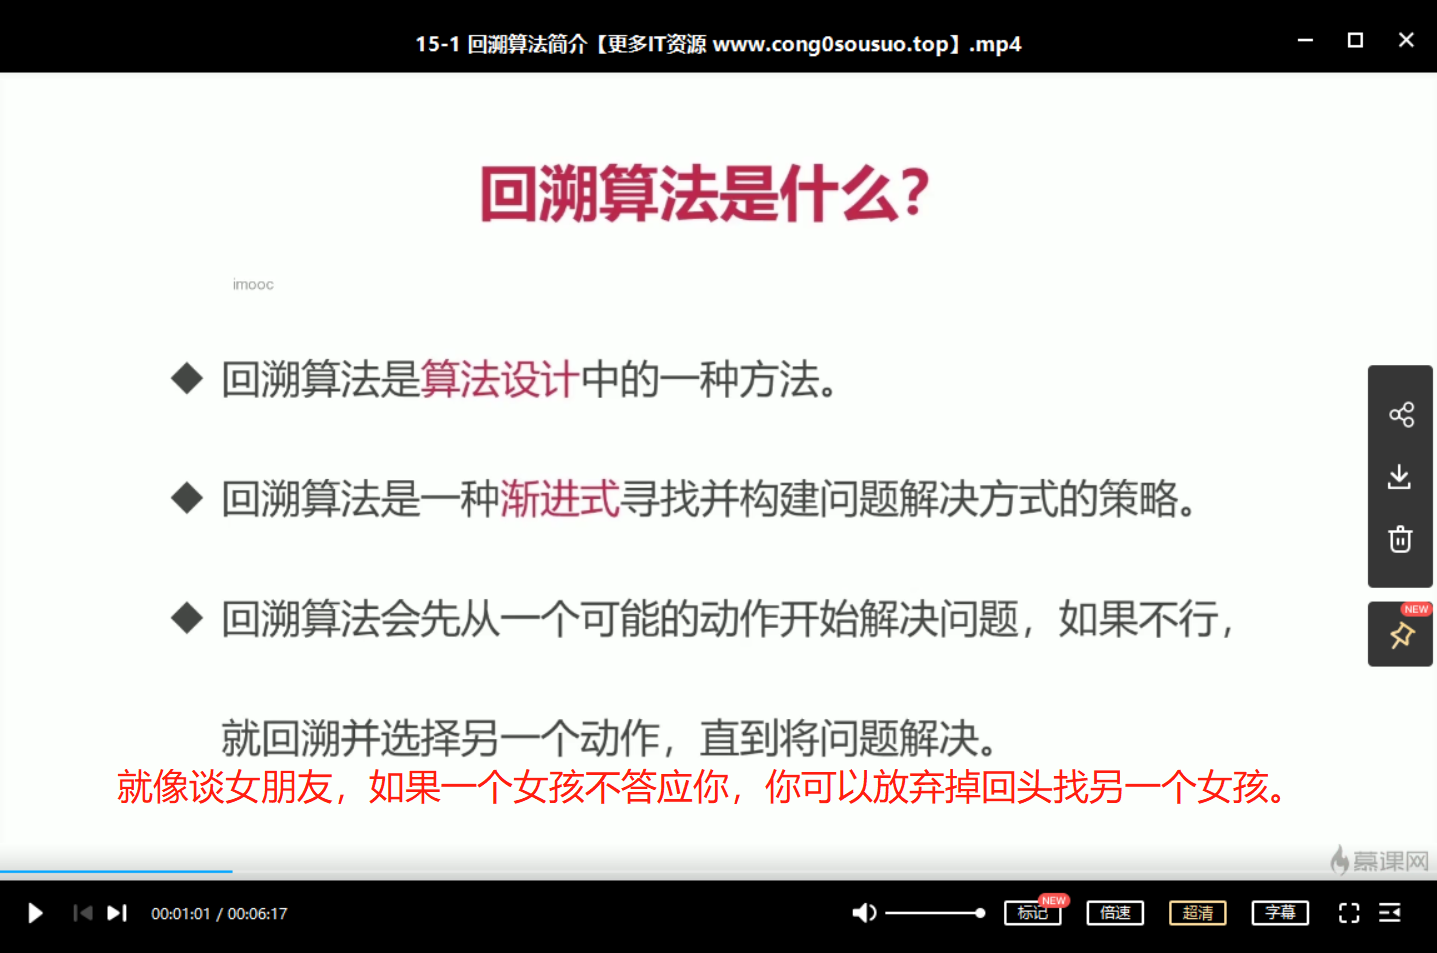 15-1 回溯算法简介【更多IT资源 www.cong0sousuo.top】.mp4
回溯算法是什么？
imooc
◆ 回溯算法是算法设计中的一种方法。
◆ 回溯算法是一种渐进式寻找并构建问题解决方式的策略。
◆ 回溯算法会先从一个可能的动作开始解决问题，如果不行，
就回溯并选择另一个动作，直到将问题解决。
就像谈女朋友，如果一个女孩不答应你，你可以放弃掉回头找另一个女孩。
NEW
慕课网
00:01:01 / 00:06:17
标记 NEW 倍速 超清 字幕